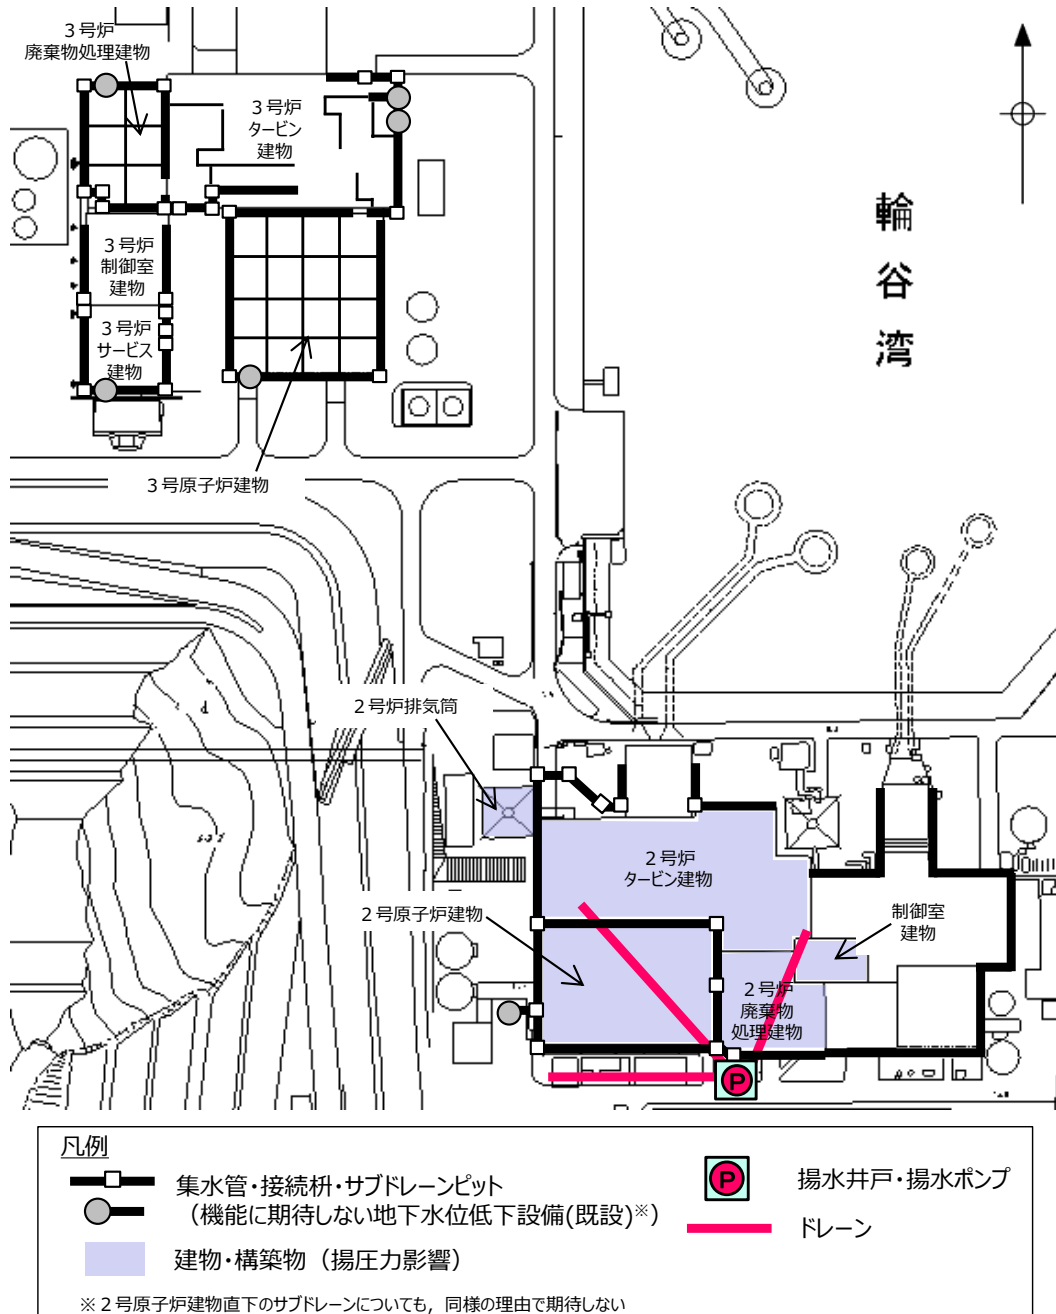 ３号炉
廃棄物処理建物
３号炉
タービン
建物
輪
谷
湾
３号炉
制御室
建物
３号炉
サービス
建物
３号原子炉建物
２号炉排気筒
２号炉
タービン建物
２号原子炉建物
制御室
建物
２号炉
廃棄物
処理建物
P
凡例
集水管・接続桝・サブドレーンピット
（機能に期待しない地下水位低下設備(既設)※）
P
揚水井戸・揚水ポンプ
ドレーン
建物・構築物（揚圧力影響）
※２号原子炉建物直下のサブドレーンについても，同様の理由で期待しない